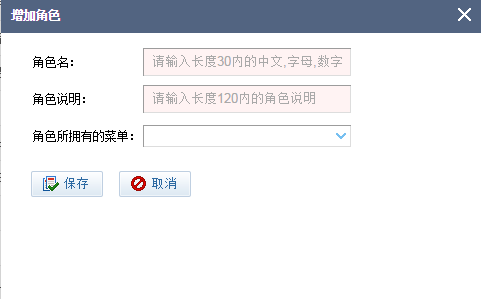 增加角色
角色名： 请输入长度30内的中文,字母,数字
角色说明： 请输入长度120内的角色说明
角色所拥有的菜单：
保存 取消